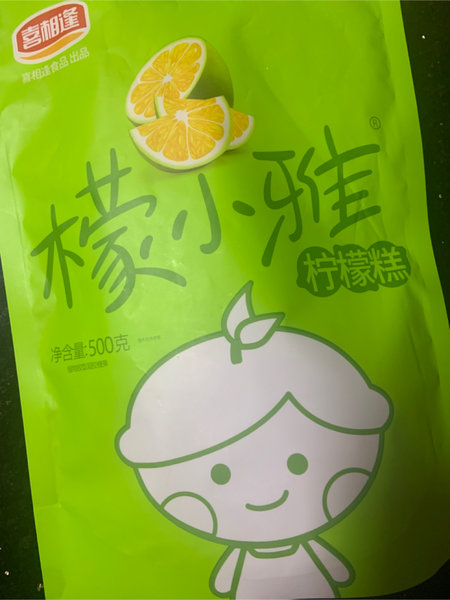 喜相逢
喜相逢食品 出品
檬小雅®
柠檬糕
净含量:500克